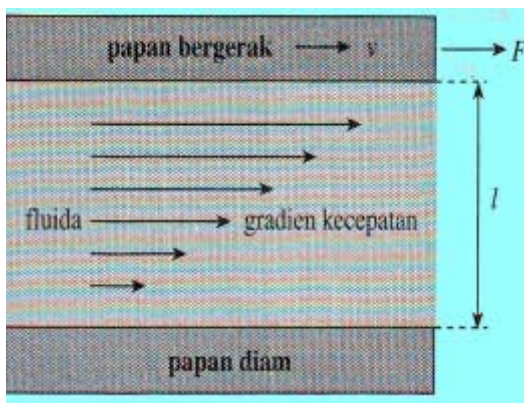 papan bergerak v F
fluida gradien kecepatan l
papan diam